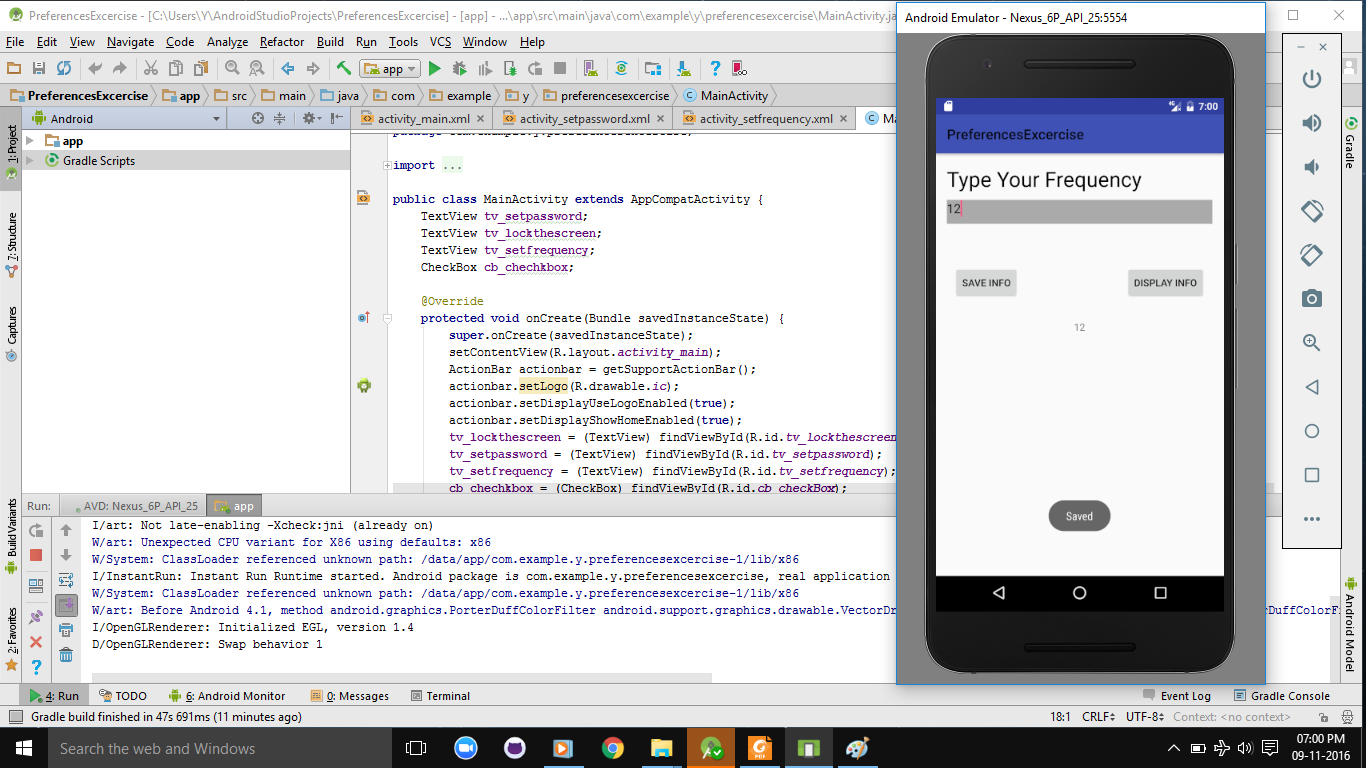 PreferencesExcercise - [C:\Users\Y\AndroidStudioProjects\PreferencesExcercise] - [app] - ...\app\src\main\java\com\example\y\preferencesexcercise\MainActivity.ja
File Edit View Navigate Code Analyze Refactor Build Run Tools VCS Window Help
app
PreferencesExcercise app src main java com example y preferencesexcercise MainActivity
Android
activity_main.xml activity_setpassword.xml activity_setfrequency.xml Ma
1: Project
7: Structure
Captures
Build Variants
2: Favorites
app
Gradle Scripts
import ...
public class MainActivity extends AppCompatActivity {
TextView tv_setpassword;
TextView tv_lockthescreen;
TextView tv_setfrequency;
CheckBox cb_chechkbox;
@Override
protected void onCreate(Bundle savedInstanceState) {
super.onCreate(savedInstanceState);
setContentView(R.layout.activity_main);
ActionBar actionbar = getSupportActionBar();
actionbar.setLogo(R.drawable.ic);
actionbar.setDisplayUseLogoEnabled(true);
actionbar.setDisplayShowHomeEnabled(true);
tv_lockthescreen = (TextView) findViewById(R.id.tv_lockthescreen
tv_setpassword = (TextView) findViewById(R.id.tv_setpassword);
tv_setfrequency = (TextView) findViewById(R.id.tv_setfrequency);
cb_chechkbox = (CheckBox) findViewById(R.id.cb_checkBox);
Android Emulator - Nexus_6P_API_25:5554
7:00
PreferencesExcercise
Type Your Frequency
12
SAVE INFO DISPLAY INFO
12
Saved
Gradle
Android Model
Run: AVD: Nexus_6P_API_25 app
I/art: Not late-enabling -Xcheck:jni (already on)
W/art: Unexpected CPU variant for X86 using defaults: x86
W/System: ClassLoader referenced unknown path: /data/app/com.example.y.preferencesexcercise-1/lib/x86
I/InstantRun: Instant Run Runtime started. Android package is com.example.y.preferencesexcercise, real application
W/System: ClassLoader referenced unknown path: /data/app/com.example.y.preferencesexcercise-1/lib/x86
W/art: Before Android 4.1, method android.graphics.PorterDuffColorFilter android.support.graphics.drawable.VectorDr erDuffColorFi
I/OpenGLRenderer: Initialized EGL, version 1.4
D/OpenGLRenderer: Swap behavior 1
4: Run TODO 6: Android Monitor 0: Messages Terminal Event Log Gradle Console
Gradle build finished in 47s 691ms (11 minutes ago) 18:1 CRLF UTF-8 Context: <no context>
Search the web and Windows
07:00 PM
09-11-2016